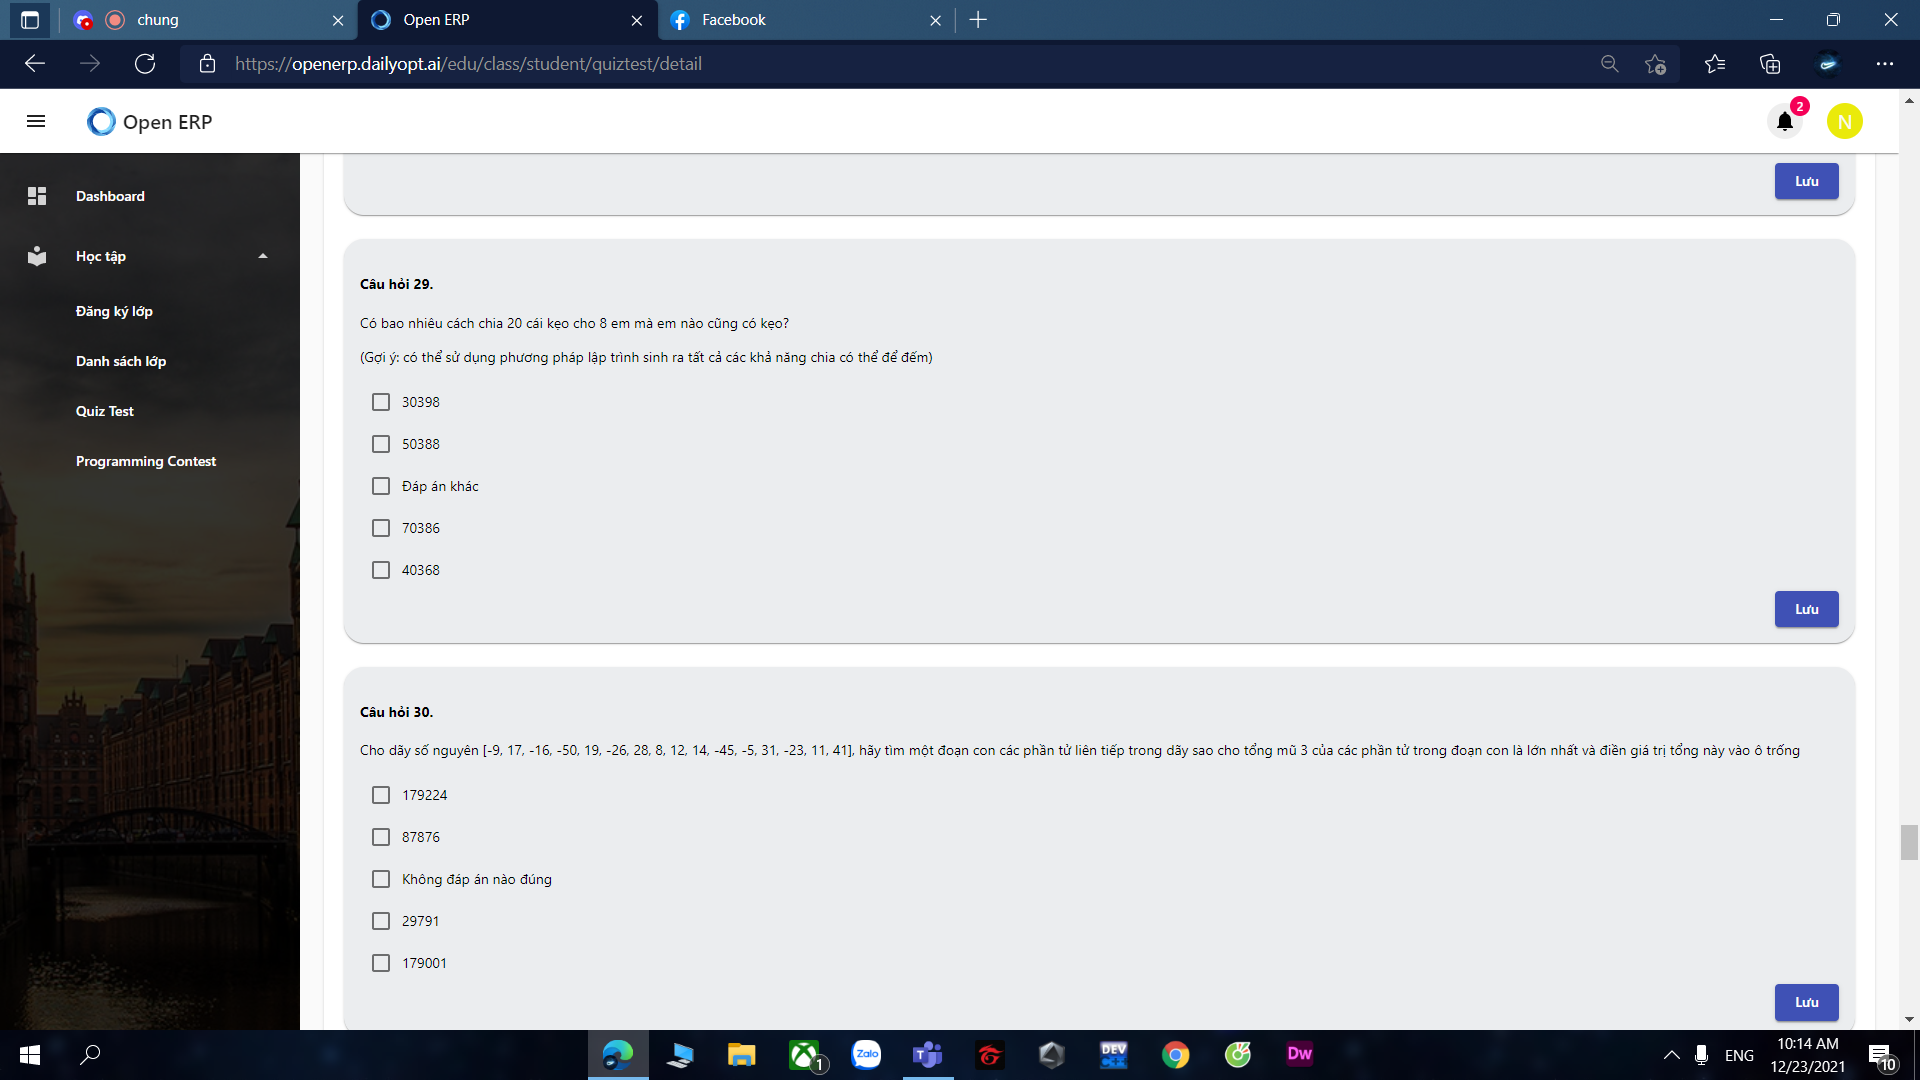 chung
Open ERP
Facebook
https://openerp.dailyopt.ai/edu/class/student/quiztest/detail
Open ERP
2
N
Dashboard
Học tập
Đăng ký lớp
Danh sách lớp
Quiz Test
Programming Contest
Lưu
Câu hỏi 29.
Có bao nhiêu cách chia 20 cái kẹo cho 8 em mà em nào cũng có kẹo?
(Gợi ý: có thể sử dụng phương pháp lập trình sinh ra tất cả các khả năng chia có thể để đếm)
30398
50388
Đáp án khác
70386
40368
Lưu
Câu hỏi 30.
Cho dãy số nguyên [-9, 17, -16, -50, 19, -26, 28, 8, 12, 14, -45, -5, 31, -23, 11, 41], hãy tìm một đoạn con các phần tử liên tiếp trong dãy sao cho tổng mũ 3 của các phần tử trong đoạn con là lớn nhất và điền giá trị tổng này vào ô trống
179224
87876
Không đáp án nào đúng
29791
179001
Lưu
1
Zalo
T
DEV
C++
Dw
ENG
10:14 AM
12/23/2021
10